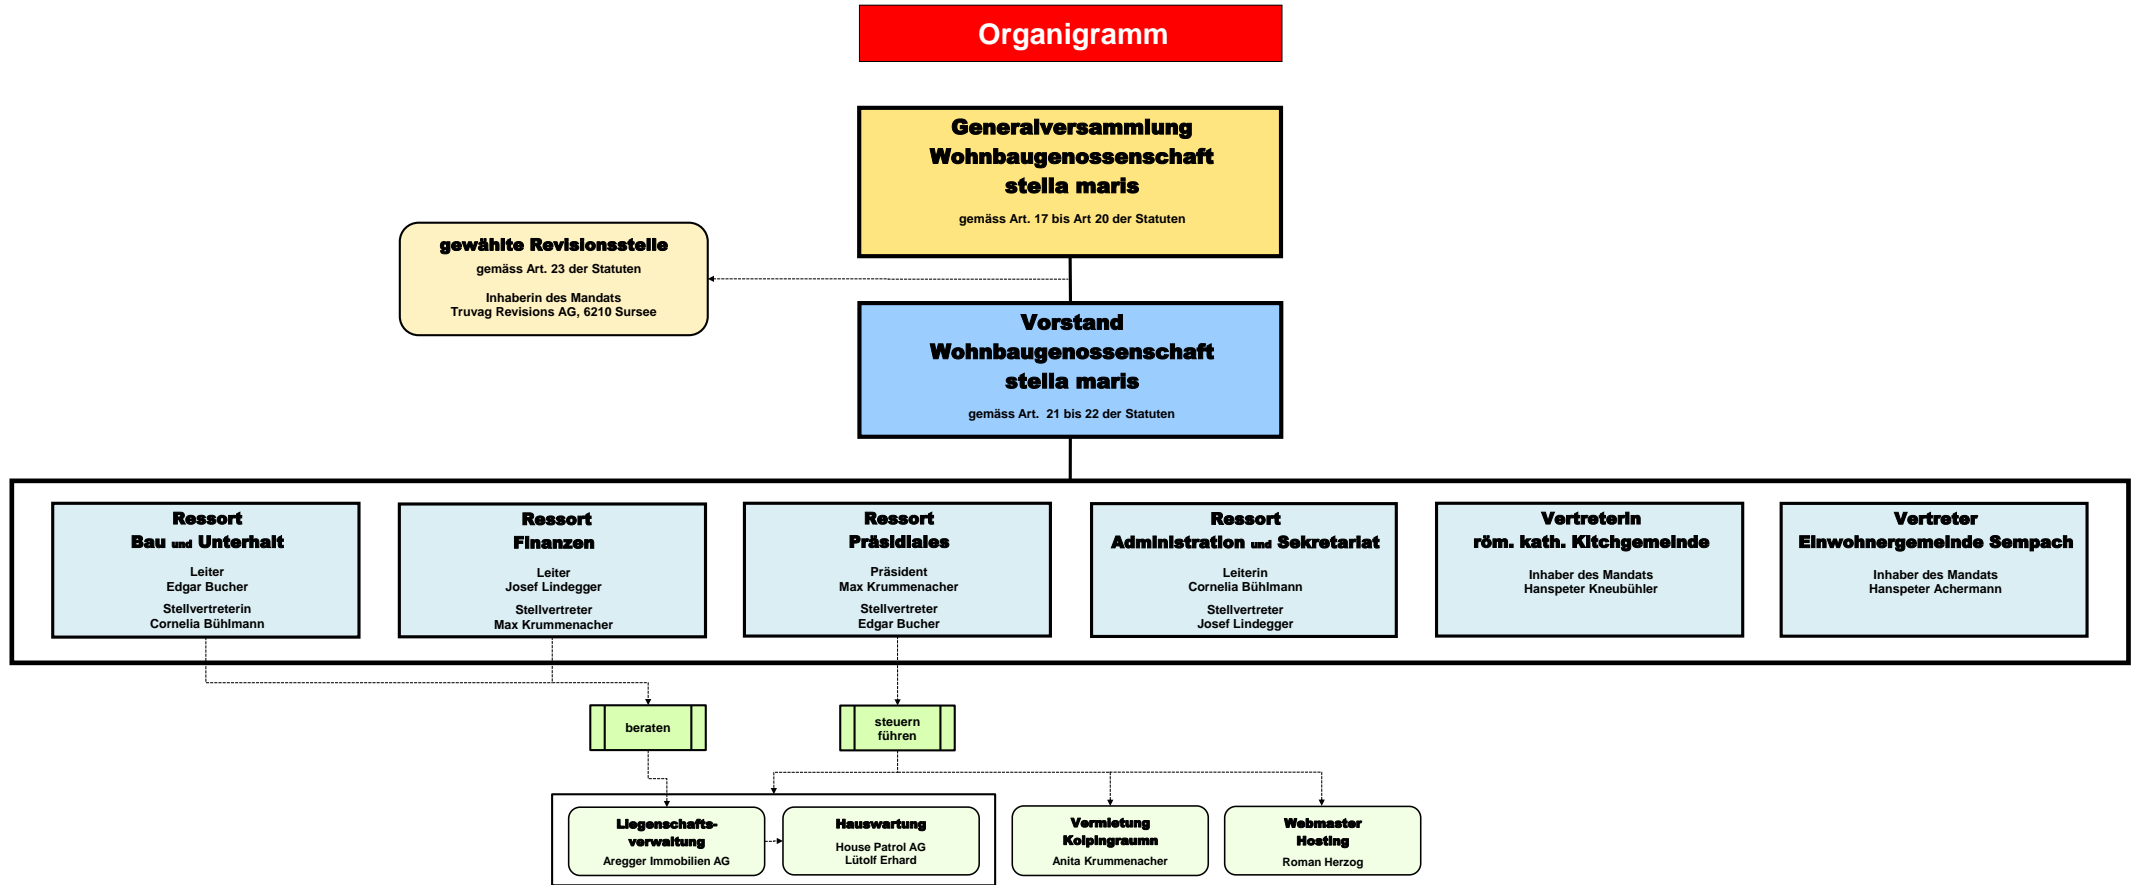 Organigramm
Generalversammlung
Wohnbaugenossenschaft
stella maris
gemäss Art. 17 bis Art 20 der Statuten
gewählte Revisionsstelle
gemäss Art. 23 der Statuten
Inhaberin des Mandats
Truvag Revisions AG, 6210 Sursee
Vorstand
Wohnbaugenossenschaft
stella maris
gemäss Art. 21 bis 22 der Statuten
Ressort
Bau und Unterhalt
Leiter
Edgar Bucher
Stellvertreterin
Cornelia Bühlmann
Ressort
Finanzen
Leiter
Josef Lindegger
Stellvertreter
Max Krummenacher
Ressort
Präsidiales
Präsident
Max Krummenacher
Stellvertreter
Edgar Bucher
Ressort
Administration und Sekretariat
Leiterin
Cornelia Bühlmann
Stellvertreter
Josef Lindegger
Vertreterin
röm. kath. Kitchgemeinde
Inhaber des Mandats
Hanspeter Kneubühler
Vertreter
Einwohnergemeinde Sempach
Inhaber des Mandats
Hanspeter Achermann
beraten
steuern
führen
Liegenschafts-
verwaltung
Aregger Immobilien AG
Hauswartung
House Patrol AG
Lütolf Erhard
Vermietung
Kolpingraumn
Anita Krummenacher
Webmaster
Hosting
Roman Herzog